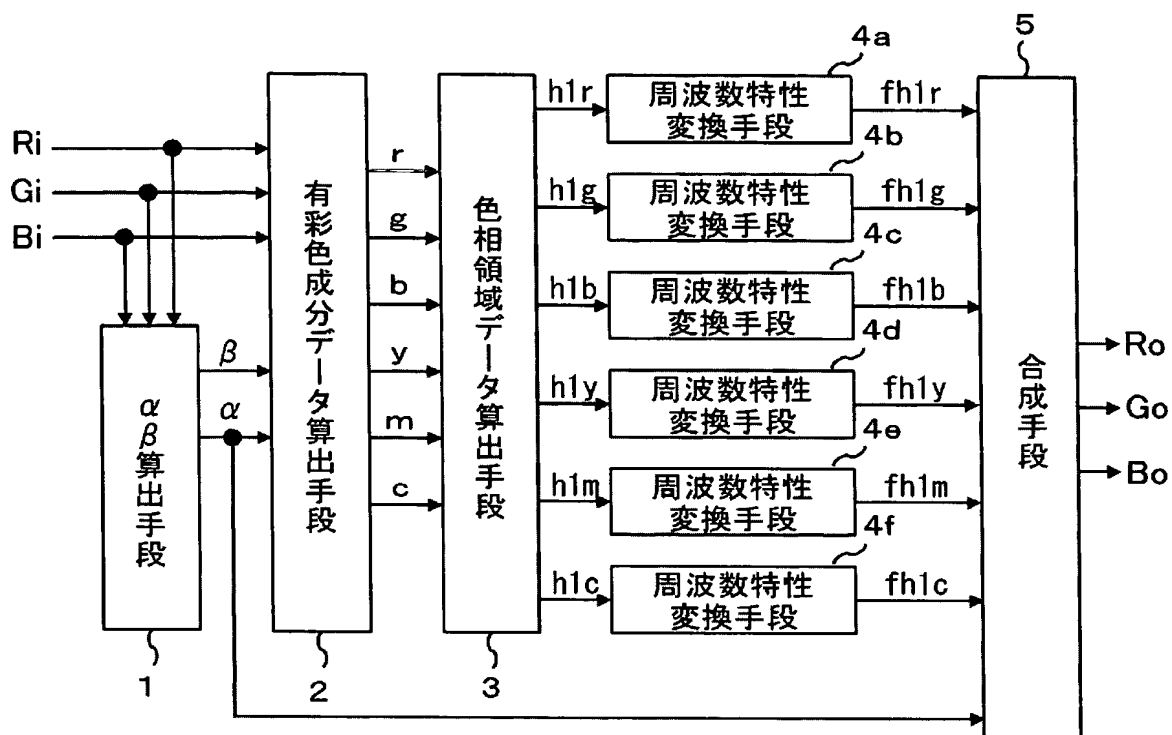 5
4a
h1r
周波数特性
変換手段
fh1r
4b
Ri
Gi
Bi
有彩色成分データ算出手段
r
g
b
y
m
c
色相領域データ算出手段
h1g
周波数特性
変換手段
fh1g
4c
h1b
周波数特性
変換手段
fh1b
4d
h1y
周波数特性
変換手段
fh1y
4e
h1m
周波数特性
変換手段
fh1m
4f
h1c
周波数特性
変換手段
fh1c
合成手段
Ro
Go
Bo
αβ算出手段
β
α
1
2
3